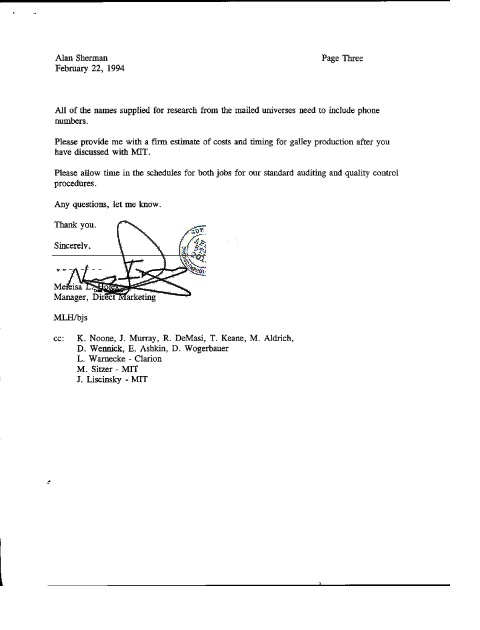 Alan Sherman Page Three
February 22, 1994
All of the names supplied for research from the mailed universes need to include phone
numbers.
Please provide me with a firm estimate of costs and timing for galley production after you
have discussed with MIT.
Please allow time in the schedules for both jobs for our standard auditing and quality control
procedures.
Any questions, let me know.
Thank you.
Sincerely,
L.
Manager, Direct Marketing
MLH/bjs
cc: K. Noone, J. Murray, R. DeMasi, T. Keane, M. Aldrich,
D. Wennick, E. Ashkin, D. Wogerbauer
L. Warnecke - Clarion
M. Sitzer - MIT
J. Liscinsky - MIT